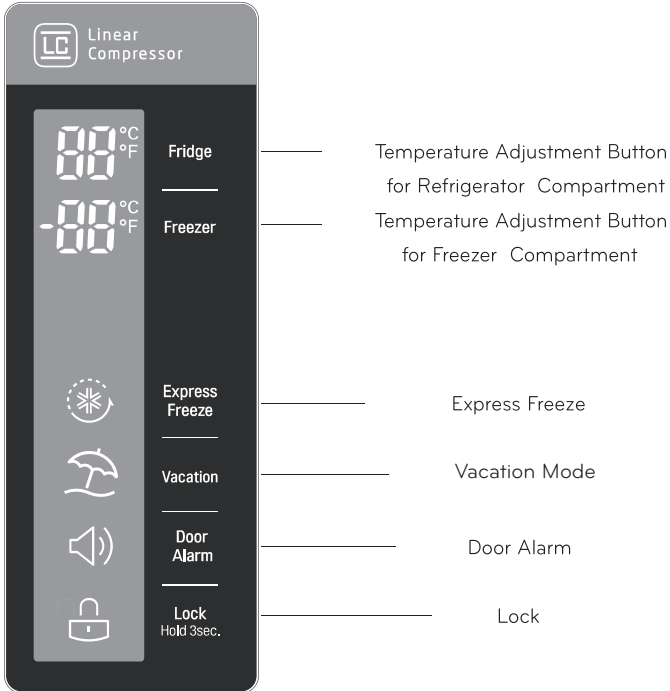 LC
Linear
Compressor
88 °C
°F
Fridge
Temperature Adjustment Button
for Refrigerator Compartment
-88 °C
°F
Freezer
Temperature Adjustment Button
for Freezer Compartment
Express
Freeze
Express Freeze
Vacation
Vacation Mode
Door
Alarm
Door Alarm
Lock
Hold 3sec.
Lock